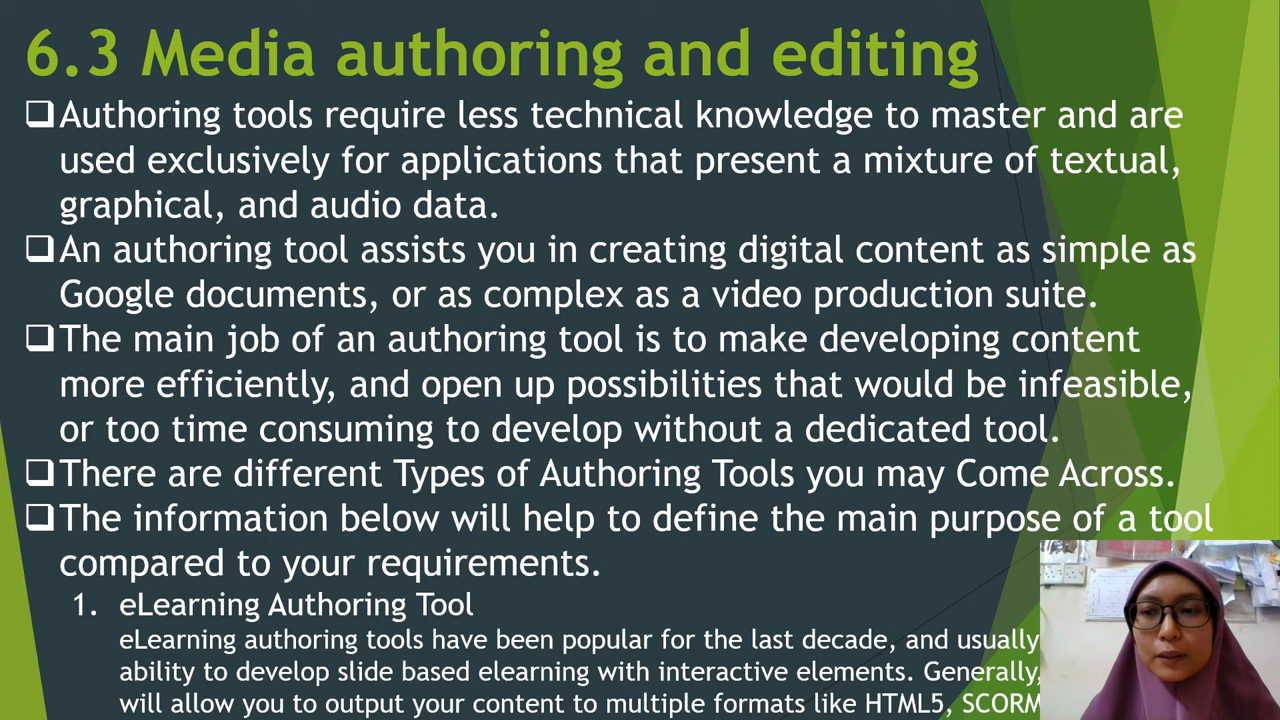 6.3 Media authoring and editing
❑Authoring tools require less technical knowledge to master and are
used exclusively for applications that present a mixture of textual,
graphical, and audio data.
❑An authoring tool assists you in creating digital content as simple as
Google documents, or as complex as a video production suite.
❑The main job of an authoring tool is to make developing content
more efficiently, and open up possibilities that would be infeasible,
or too time consuming to develop without a dedicated tool.
❑There are different Types of Authoring Tools you may Come Across.
❑The information below will help to define the main purpose of a tool
compared to your requirements.
1. eLearning Authoring Tool
eLearning authoring tools have been popular for the last decade, and usually
ability to develop slide based elearning with interactive elements. Generally,
will allow you to output your content to multiple formats like HTML5, SCORM